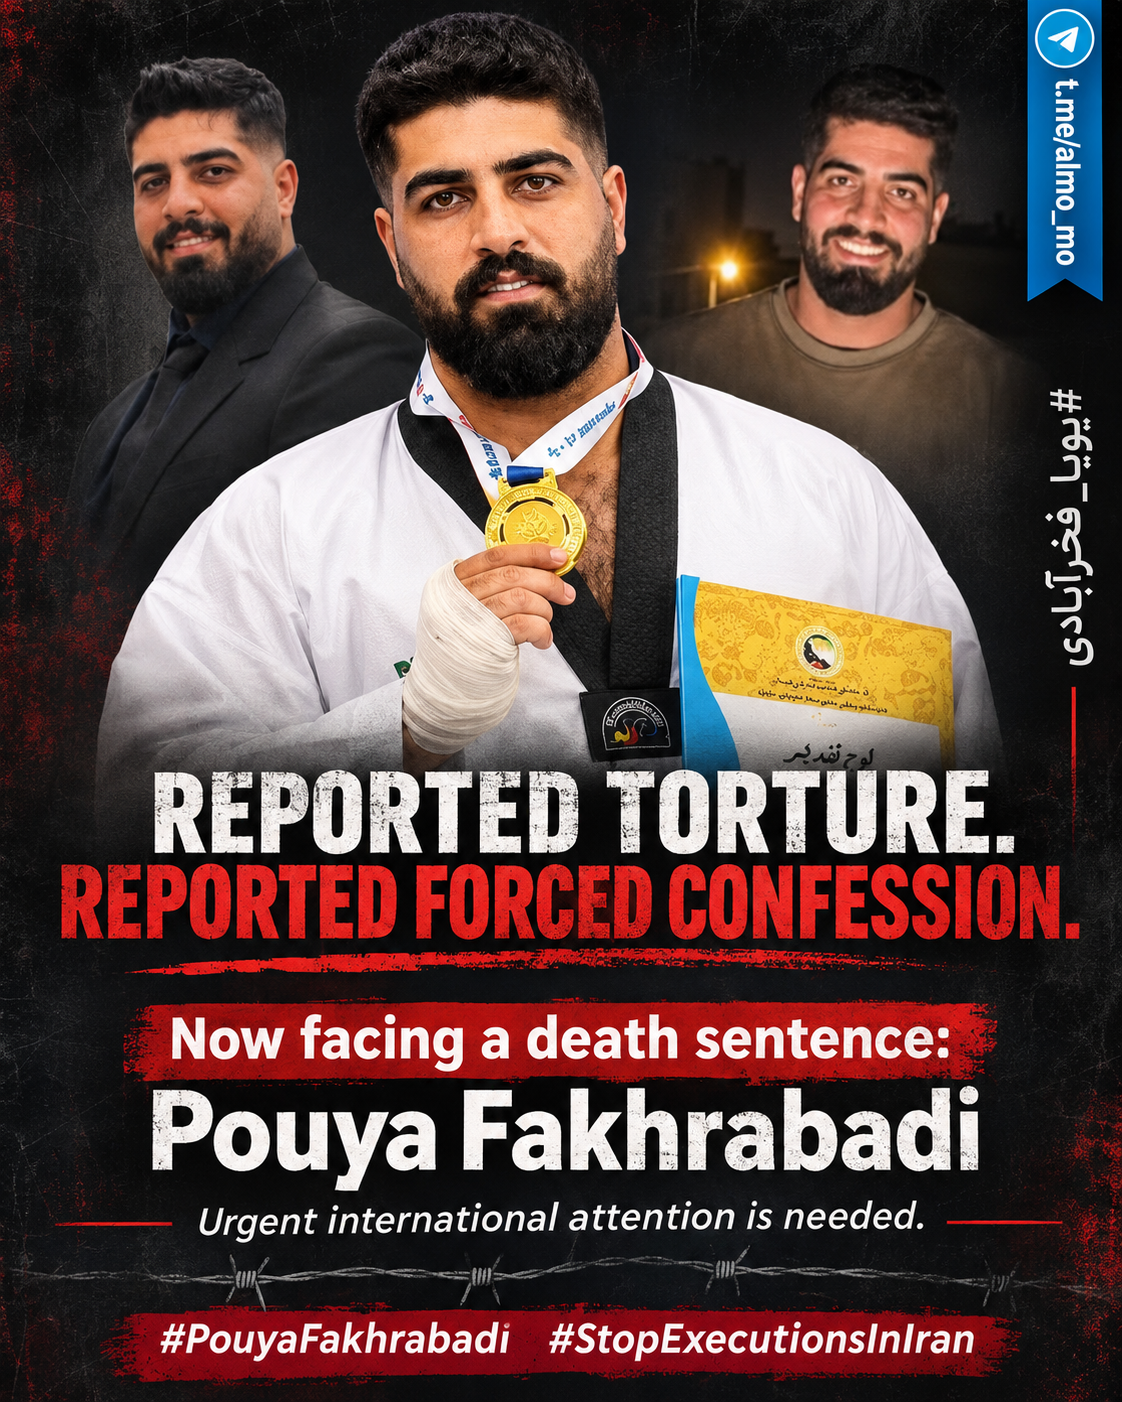 t.me/almo_mo
#پویا_فخرآبادی
لوح تقدیر
REPORTED TORTURE.
REPORTED FORCED CONFESSION.
Now facing a death sentence:
Pouya Fakhrabadi
Urgent international attention is needed.
#PouyaFakhrabadi #StopExecutionsInIran